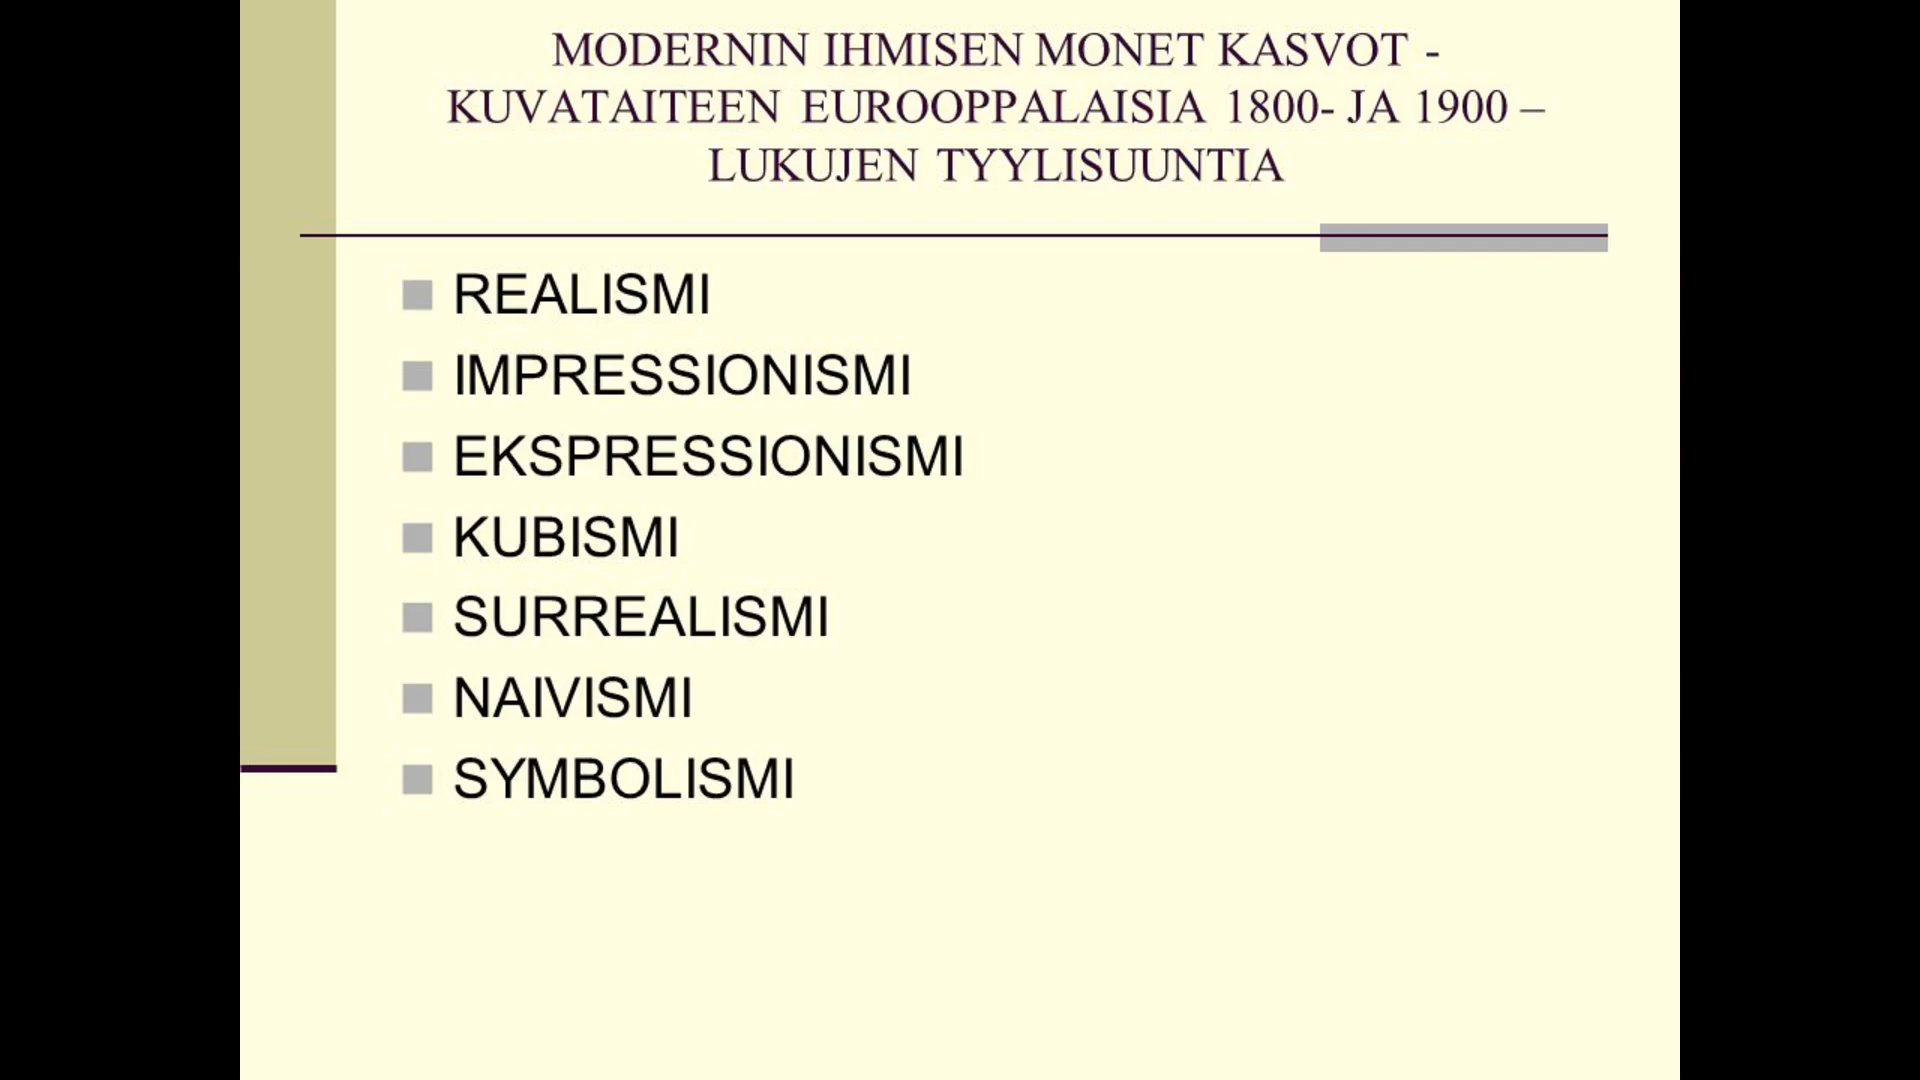 MODERNIN IHMISEN MONET KASVOT -
KUVATAITEEN EUROOPPALAISIA 1800- JA 1900 –
LUKUJEN TYYLISUUNTIA
REALISMI
IMPRESSIONISMI
EKSPRESSIONISMI
KUBISMI
SURREALISMI
NAIVISMI
SYMBOLISMI